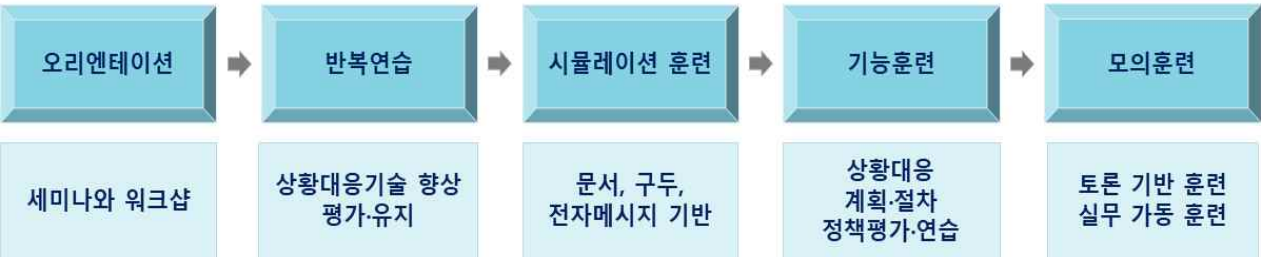 오리엔테이션
반복연습
시뮬레이션 훈련
기능훈련
모의훈련
세미나와 워크샵
상황대응기술 향상
평가·유지
문서, 구두,
전자메시지 기반
상황대응
계획·절차
정책평가·연습
토론 기반 훈련
실무 가동 훈련